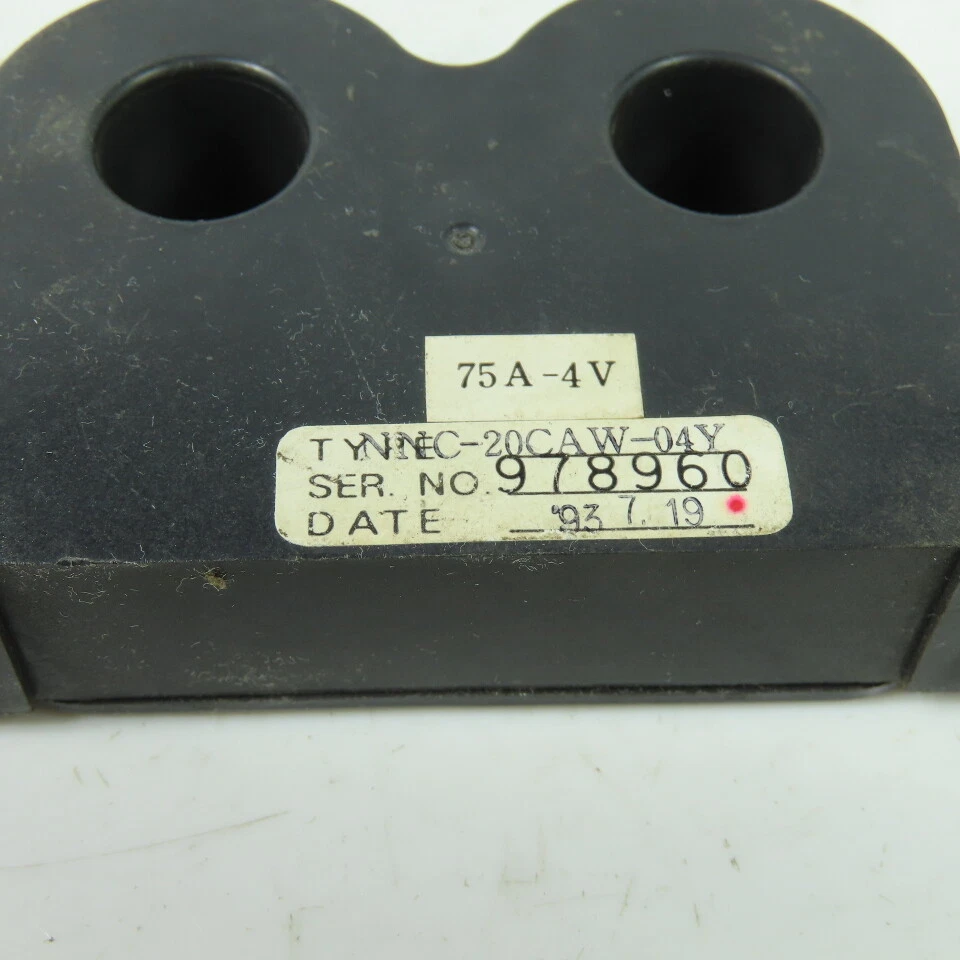 75A-4V
TYPE NNC-20CAW-04Y
SER. NO. 978960
DATE '93 7. 19